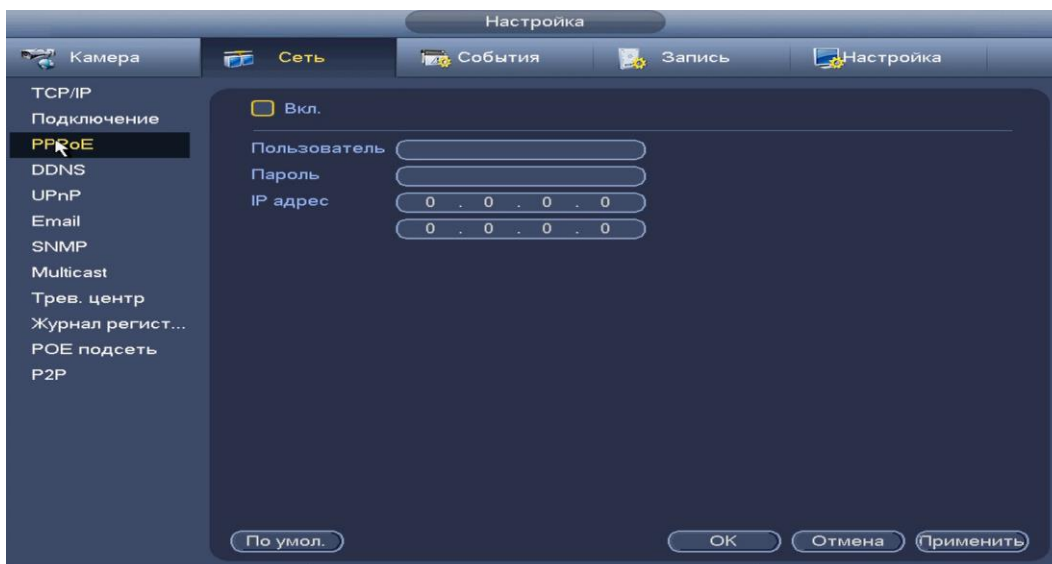 Настройка
Камера
Сеть
События
Запись
Настройка
TCP/IP
Подключение
PPPoE
DDNS
UPnP
Email
SNMP
Multicast
Трев. центр
Журнал регист...
POE подсеть
P2P
Вкл.
Пользователь
Пароль
IP адрес
0 . 0 . 0 . 0
0 . 0 . 0 . 0
По умол.
OK
Отмена
Применить